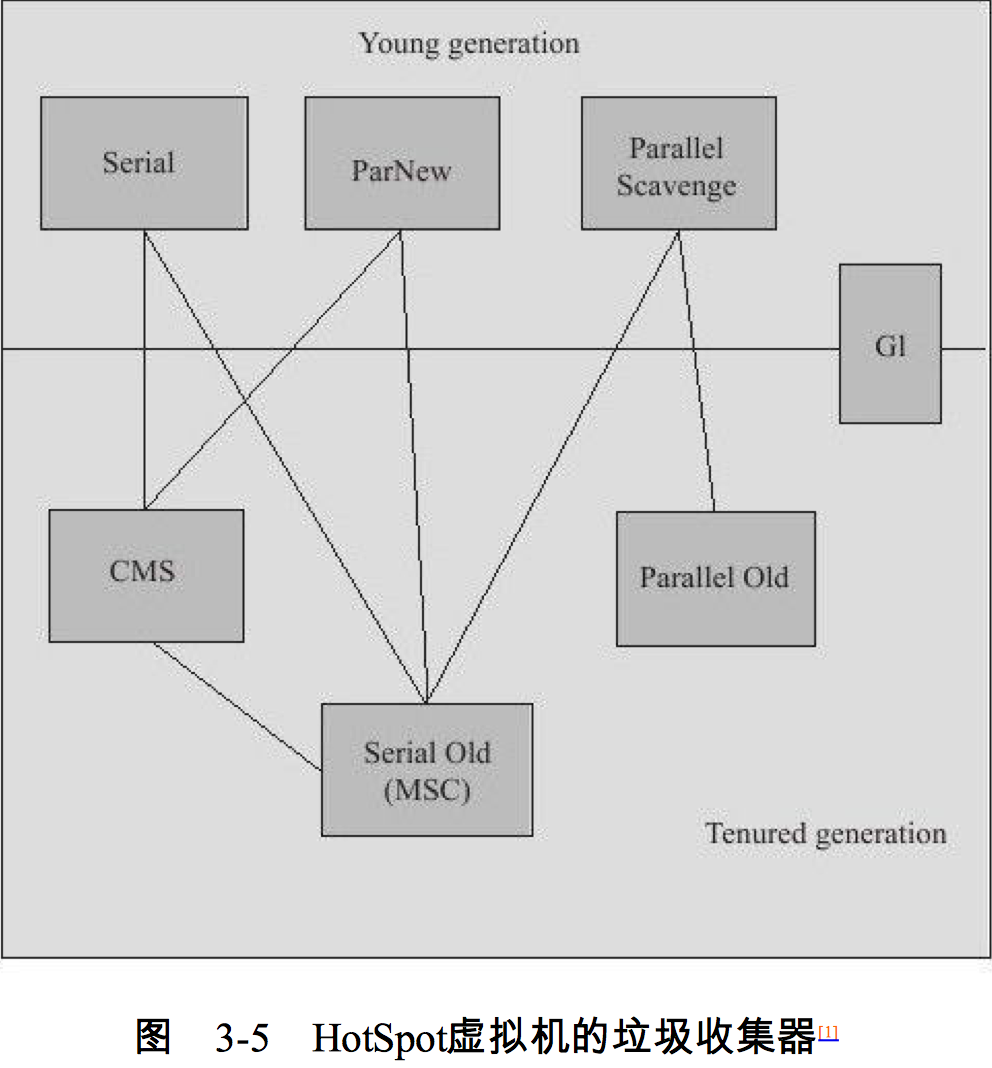 Young generation
Serial
ParNew
Parallel
Scavenge
Gl
CMS
Parallel Old
Serial Old
(MSC)
Tenured generation
图 3-5 HotSpot虚拟机的垃圾收集器[1]